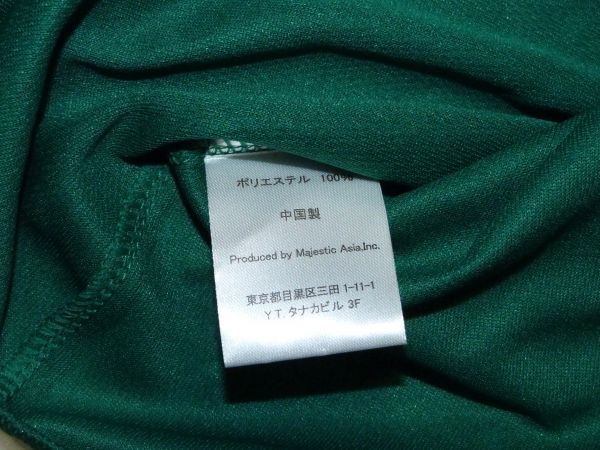 ポリエステル 100%
中国製
Produced by Majestic Asia,Inc.
東京都目黒区三田 1-11-1
Y.T.タナカビル 3F